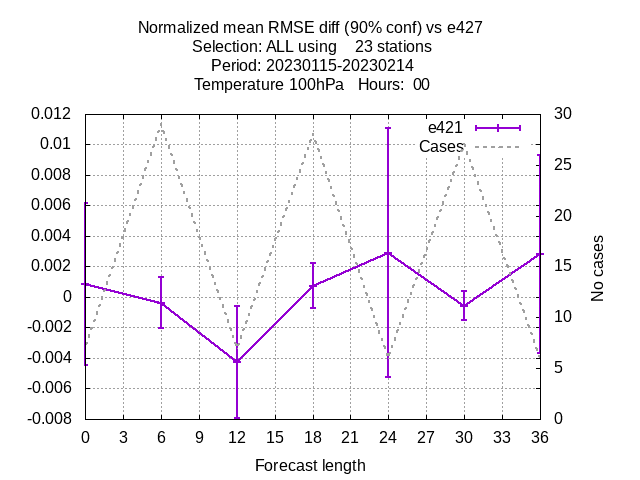 Normalized mean RMSE diff (90% conf) vs e427
Selection: ALL using    23 stations
Period: 20230115-20230214
Temperature 100hPa   Hours:  00
0.012
0.01
0.008
0.006
0.004
0.002
0
-0.002
-0.004
-0.006
-0.008
30
25
20
15
10
5
0
e421
Cases
No cases
0 3 6 9 12 15 18 21 24 27 30 33 36
Forecast length